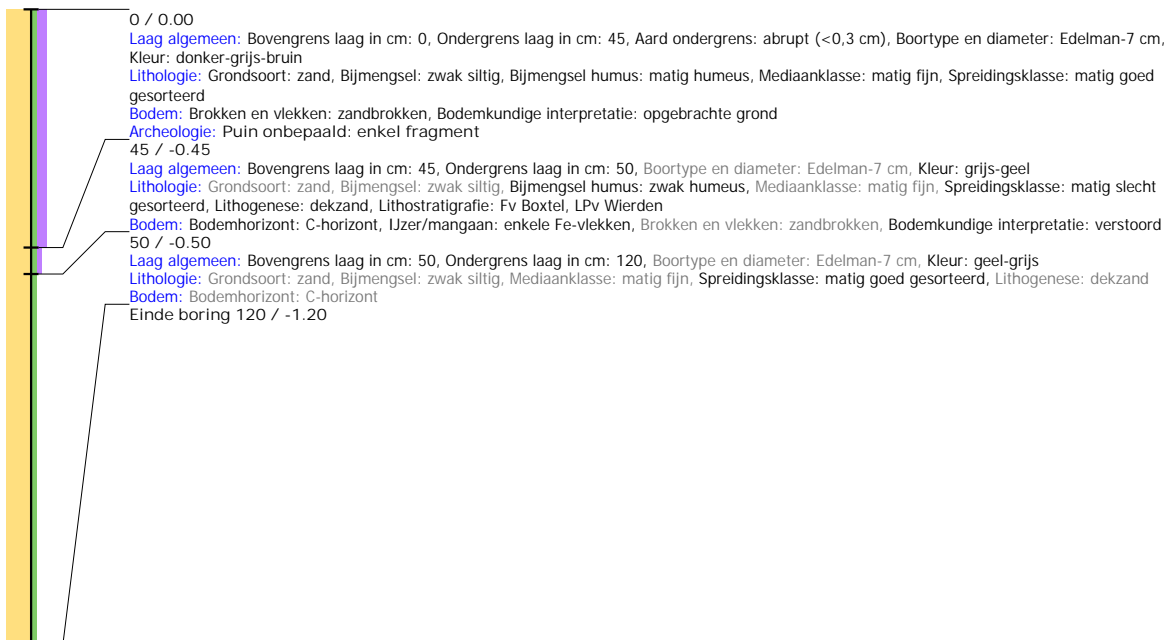 0 / 0.00
Laag algemeen: Bovengrens laag in cm: 0, Ondergrens laag in cm: 45, Aard ondergrens: abrupt (<0,3 cm), Boortype en diameter: Edelman-7 cm,
Kleur: donker-grijs-bruin
Lithologie: Grondsoort: zand, Bijmengsel: zwak siltig, Bijmengsel humus: matig humeus, Mediaanklasse: matig fijn, Spreidingsklasse: matig goed
gesorteerd
Bodem: Brokken en vlekken: zandbrokken, Bodemkundige interpretatie: opgebrachte grond
Archeologie: Puin onbepaald: enkel fragment
45 / -0.45
Laag algemeen: Bovengrens laag in cm: 45, Ondergrens laag in cm: 50, Boortype en diameter: Edelman-7 cm, Kleur: grijs-geel
Lithologie: Grondsoort: zand, Bijmengsel: zwak siltig, Bijmengsel humus: zwak humeus, Mediaanklasse: matig fijn, Spreidingsklasse: matig slecht
gesorteerd, Lithogenese: dekzand, Lithostratigrafie: Fv Boxtel, LPv Wierden
Bodem: Bodemhorizont: C-horizont, IJzer/mangaan: enkele Fe-vlekken, Brokken en vlekken: zandbrokken, Bodemkundige interpretatie: verstoord
50 / -0.50
Laag algemeen: Bovengrens laag in cm: 50, Ondergrens laag in cm: 120, Boortype en diameter: Edelman-7 cm, Kleur: geel-grijs
Lithologie: Grondsoort: zand, Bijmengsel: zwak siltig, Mediaanklasse: matig fijn, Spreidingsklasse: matig goed gesorteerd, Lithogenese: dekzand
Bodem: Bodemhorizont: C-horizont
Einde boring 120 / -1.20